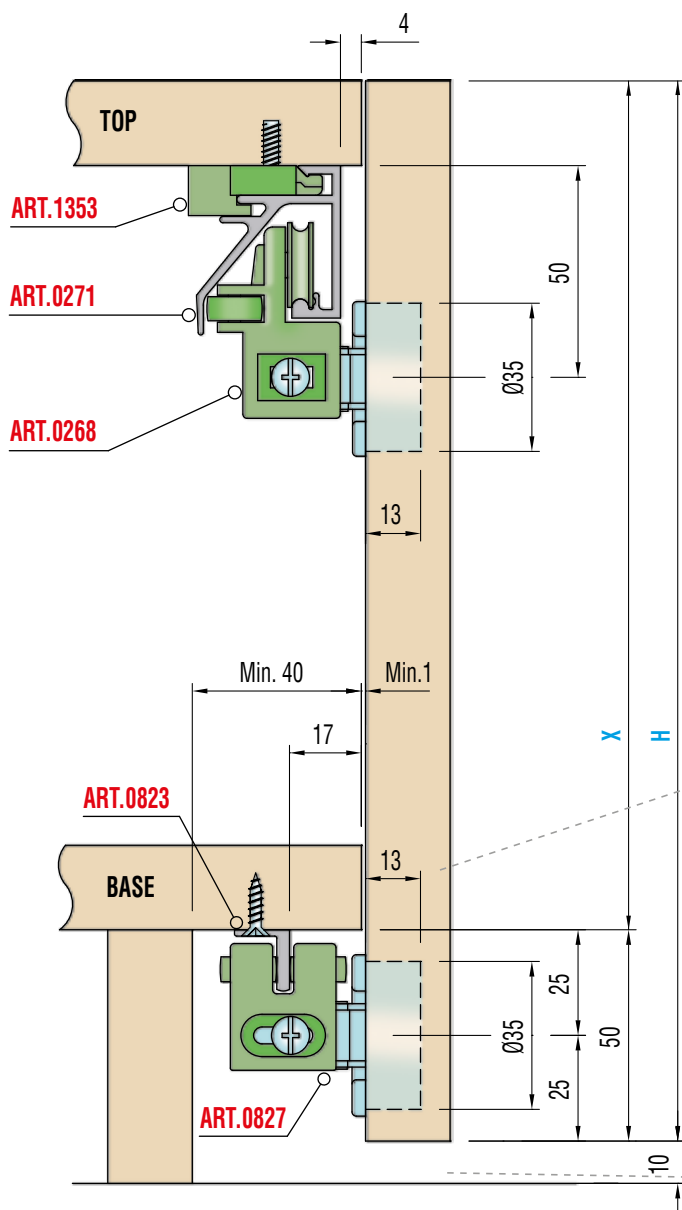 4
TOP
ART.1353
50
ART.0271
Ø35
ART.0268
13
Min. 40
Min.1
X
H
17
ART.0823
13
BASE
25
Ø35
50
25
ART.0827
10